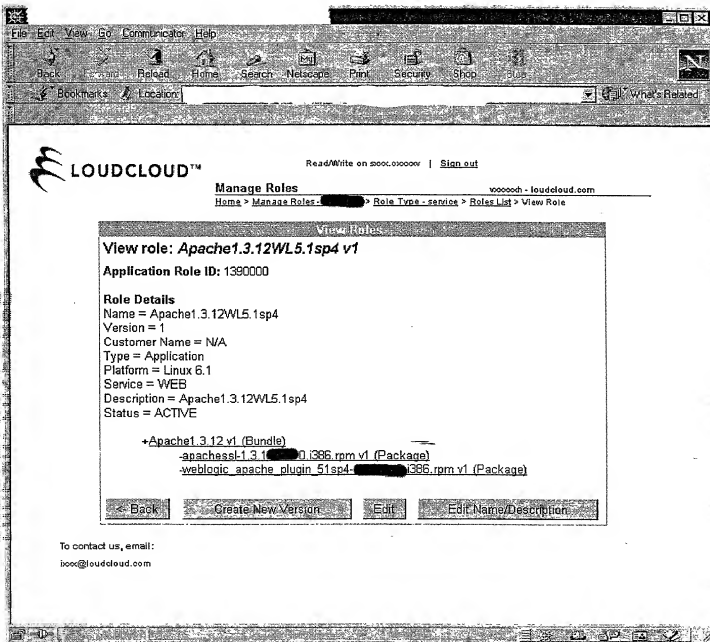 File Edit View Go Communicator Help
Back Reload Home Search Netscape Print Security Shop Stop
Bookmarks Location: What's Related
LOUDCLOUD™
Read/Write on | Sign out
Manage Roles - loudcloud.com
Home > Manage Roles- > Role Type - service > Roles List > View Role
View Roles
View role: Apache1.3.12WL5.1sp4 v1
Application Role ID: 1390000
Role Details
Name = Apache1.3.12WL5.1sp4
Version = 1
Customer Name = N/A
Type = Application
Platform = Linux 6.1
Service = WEB
Description = Apache1.3.12WL5.1sp4
Status = ACTIVE
+Apache1.3.12 v1 (Bundle)
-apachessl-1.3.1 0.i386.rpm v1 (Package)
-weblogic_apache_plugin_51sp4- i386.rpm v1 (Package)
<- Back Create New Version Edit Edit Name/Description
To contact us, email:
@loudcloud.com